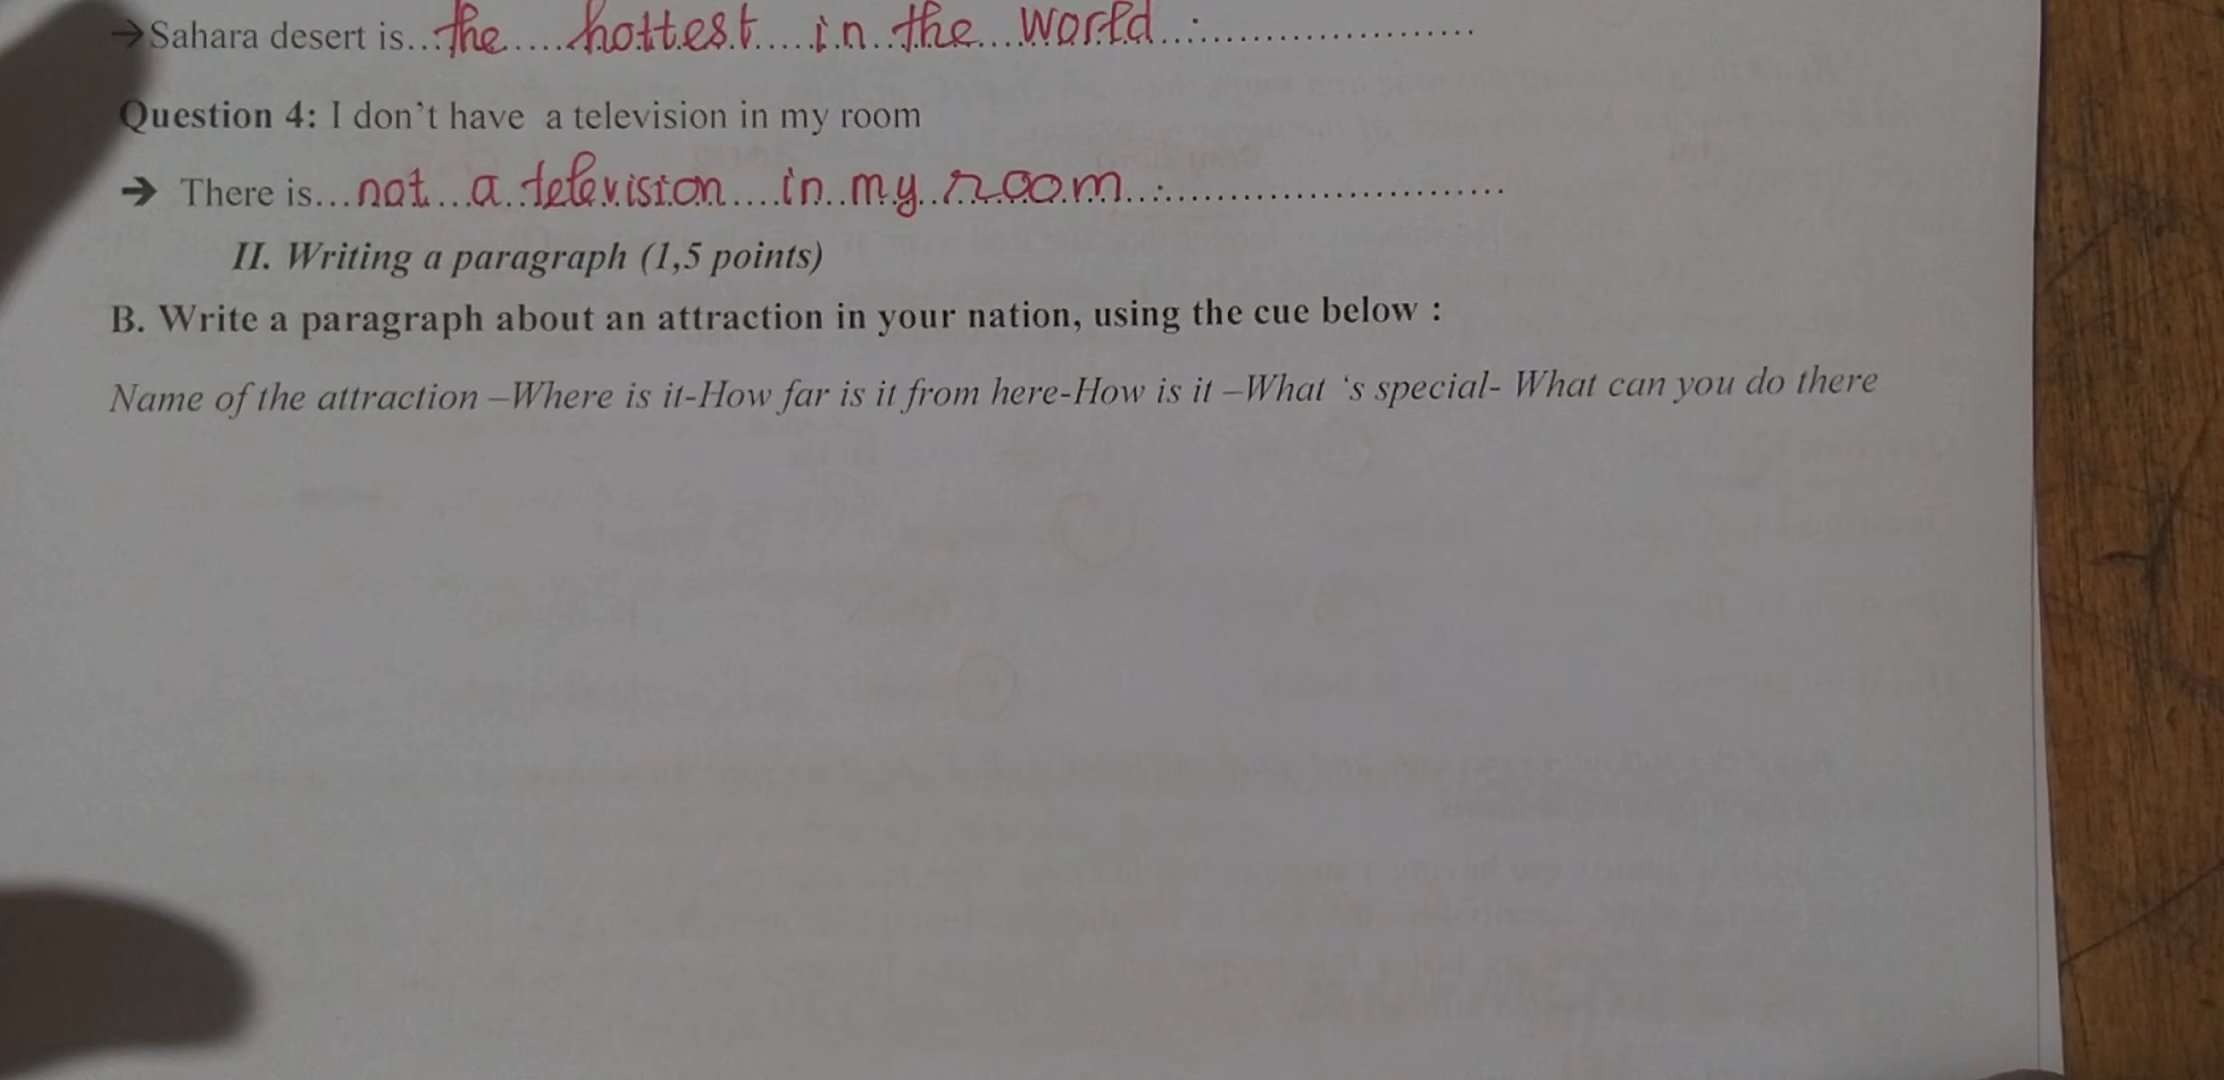 → Sahara desert is...the.....hottest.....in..the...world..:........................
Question 4: I don't have a television in my room
→ There is...not...a..television....in..my..room..:..............................
II. Writing a paragraph (1,5 points)
B. Write a paragraph about an attraction in your nation, using the cue below :
Name of the attraction –Where is it-How far is it from here-How is it –What ‘s special- What can you do there